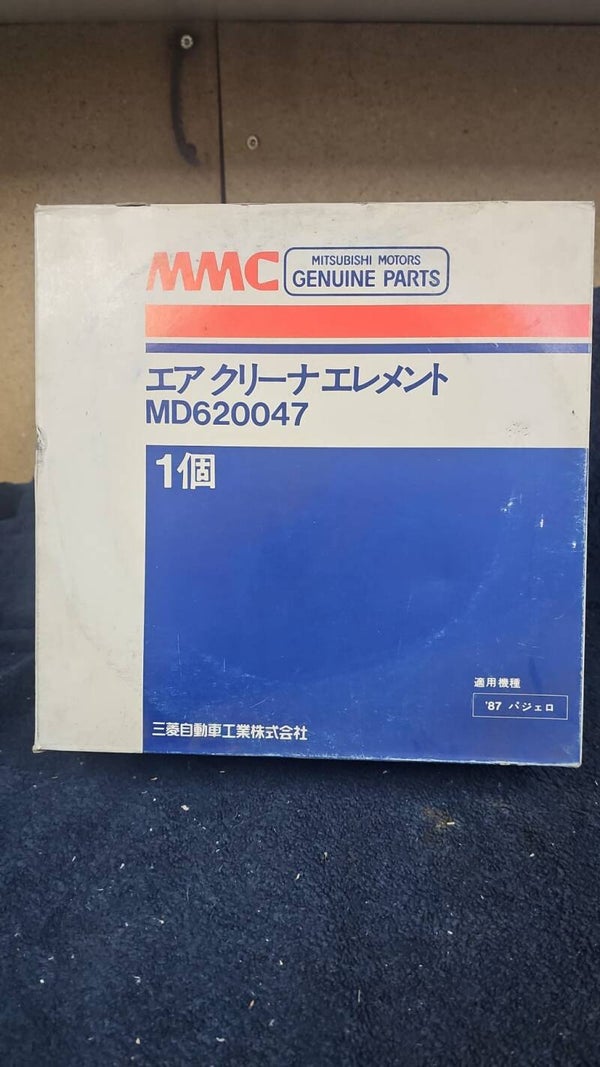 MMC
MITSUBISHI MOTORS
GENUINE PARTS
エア クリーナ エレメント
MD620047
1個
適用機種
'87 パジェロ
三菱自動車工業株式会社